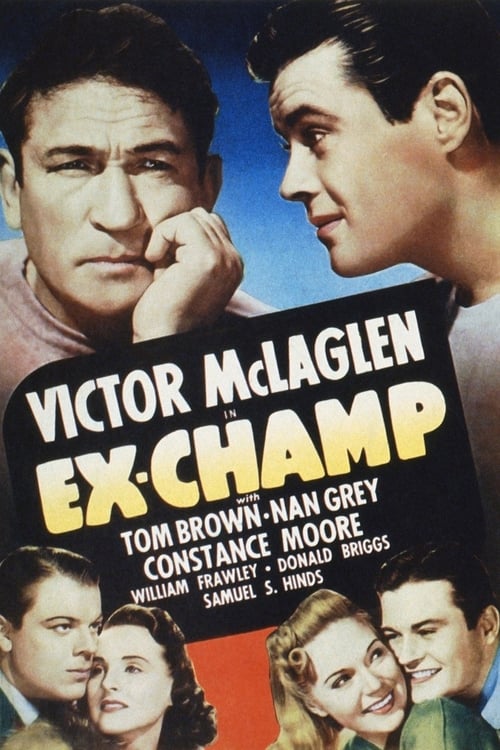 VICTOR McLAGLEN
IN
EX-CHAMP
with
TOM BROWN · NAN GREY
CONSTANCE MOORE
WILLIAM FRAWLEY · DONALD BRIGGS
SAMUEL S. HINDS